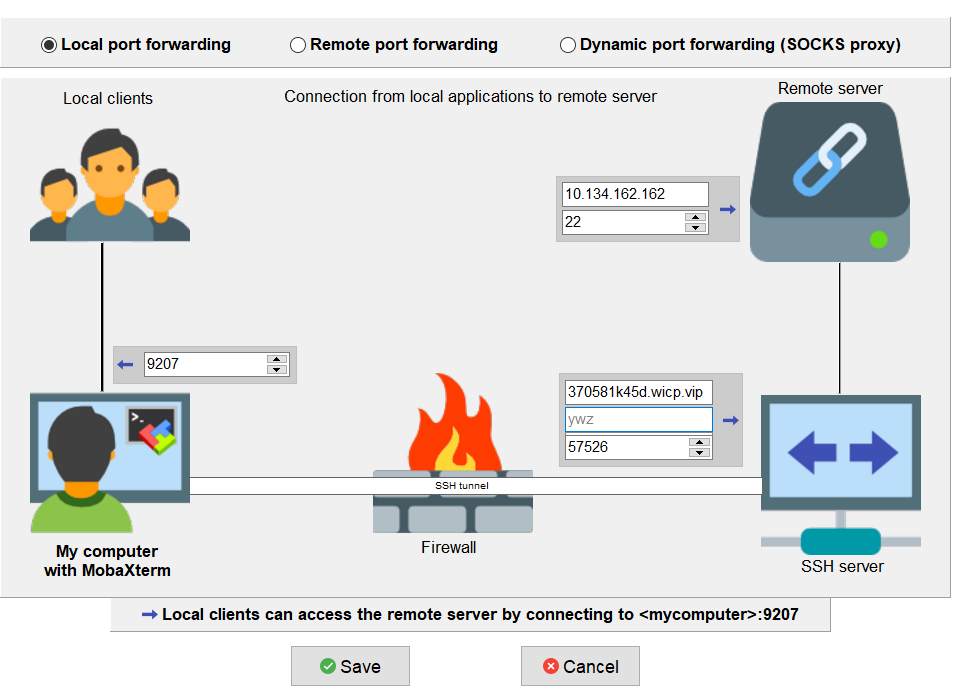 Local port forwarding
Remote port forwarding
Dynamic port forwarding (SOCKS proxy)
Local clients
Connection from local applications to remote server
Remote server
10.134.162.162
22
9207
370581k45d.wicp.vip
ywz
57526
SSH tunnel
Firewall
My computer
with MobaXterm
SSH server
Local clients can access the remote server by connecting to <mycomputer>:9207
Save
Cancel